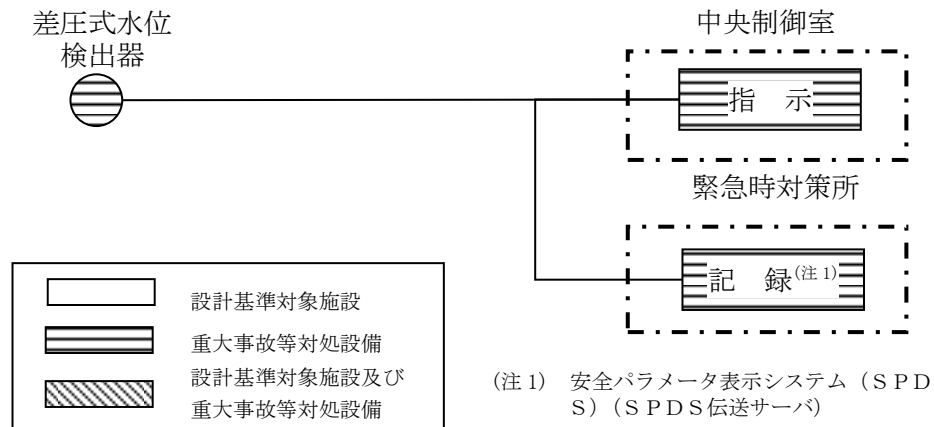 差圧式水位
検出器
中央制御室
指　示
緊急時対策所
記　録(注1)
設計基準対象施設
重大事故等対処設備
設計基準対象施設及び
重大事故等対処設備
(注1)　安全パラメータ表示システム（ＳＰＤ
Ｓ）（ＳＰＤＳ伝送サーバ）